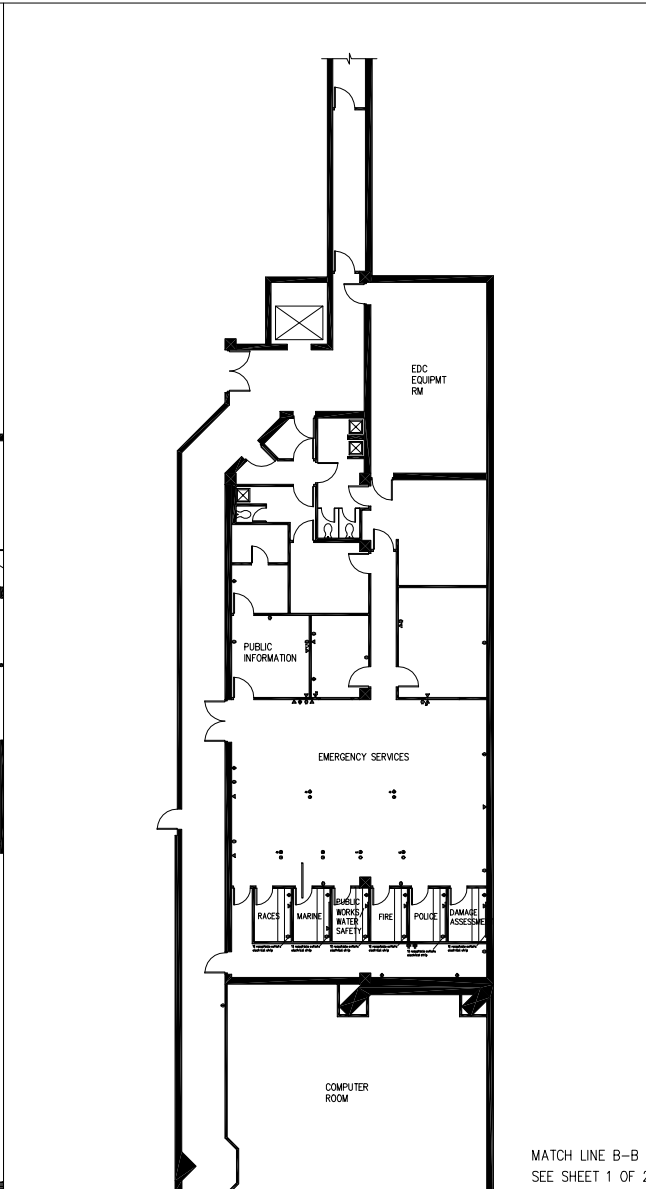 EDC
EQUIPMT
RM
PUBLIC
INFORMATION
EMERGENCY SERVICES
RACES
MARINE
PUBLIC
WORKS/
WATER
SAFETY
FIRE
POLICE
DAMAGE
ASSESSME
COMPUTER
ROOM
MATCH LINE B-B
SEE SHEET 1 OF 2